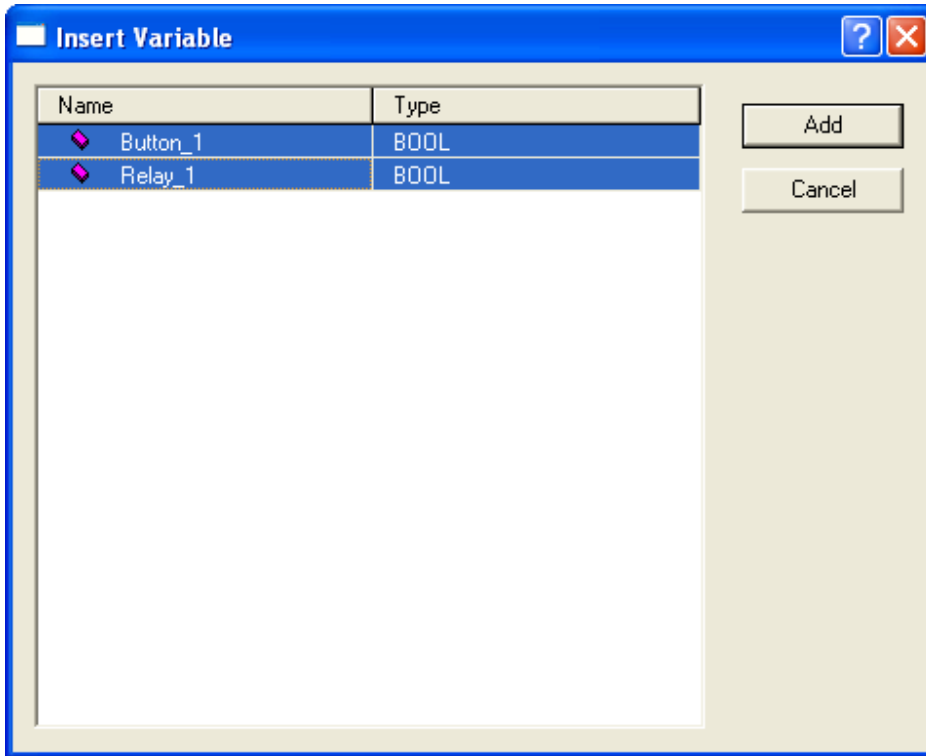 Insert Variable
Name Type
Button_1 BOOL
Relay_1 BOOL
Add
Cancel